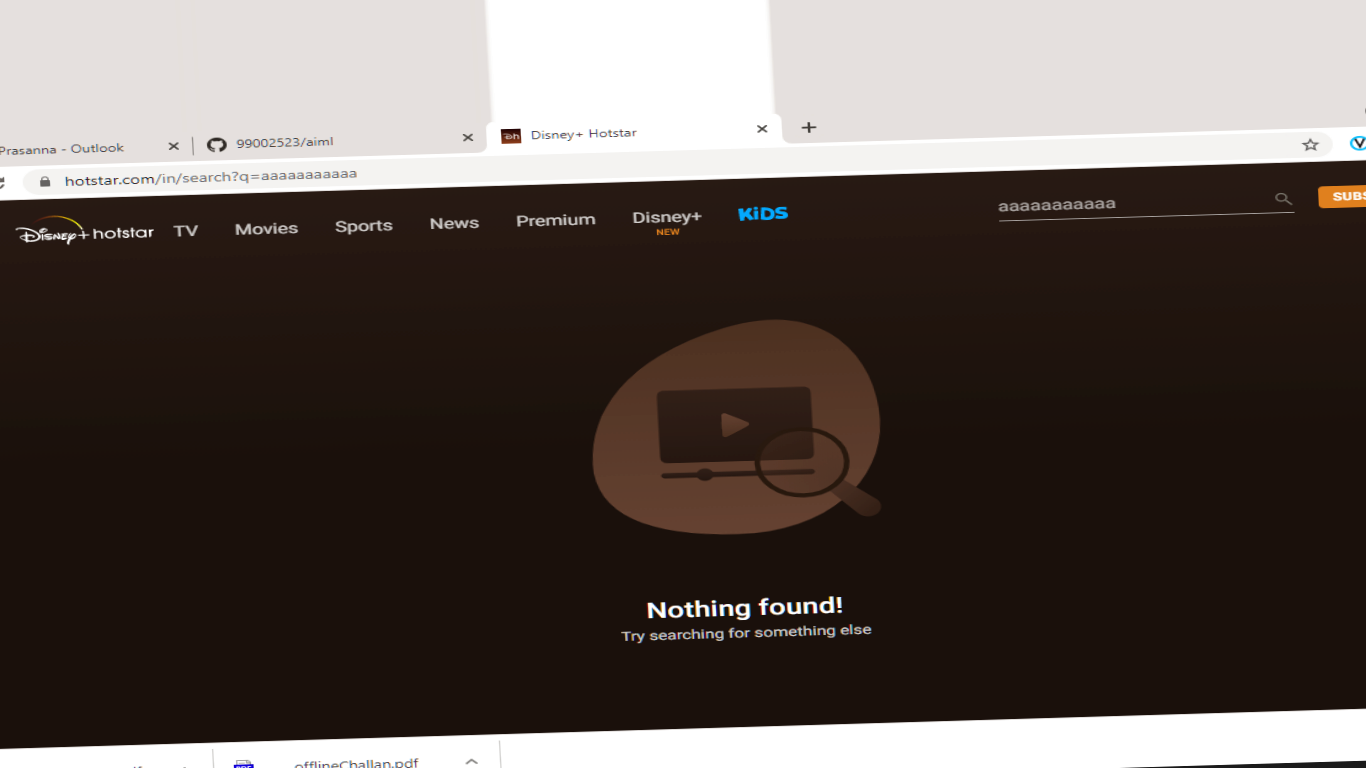 Prasanna - Outlook
99002523/aiml
Disney+ Hotstar
hotstar.com/in/search?q=aaaaaaaaaaa
Disney+ hotstar TV Movies Sports News Premium Disney+ KiDS aaaaaaaaaaa SUBS
NEW
Nothing found!
Try searching for something else
offlineChallan.pdf